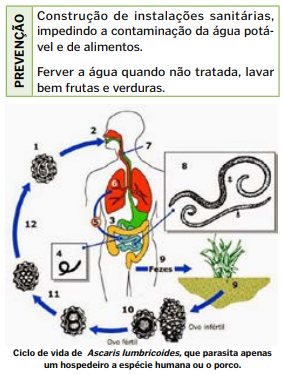 PREVENÇÃO
Construção de instalações sanitárias,
impedindo a contaminação da água potá-
vel e de alimentos.
Ferver a água quando não tratada, lavar
bem frutas e verduras.
1
2
7
8
1
12
6
3
5
4
9
Fezes
9
11
10
Ovo infértil
Ovo fértil
Ciclo de vida de Ascaris lumbricoides, que parasita apenas
um hospedeiro a espécie humana ou o porco.